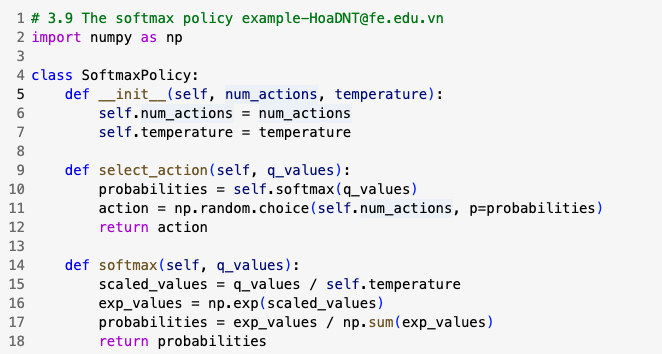 1 # 3.9 The softmax policy example-HoaDNT@fe.edu.vn
2 import numpy as np
3
4 class SoftmaxPolicy:
5     def __init__(self, num_actions, temperature):
6         self.num_actions = num_actions
7         self.temperature = temperature
8
9     def select_action(self, q_values):
10         probabilities = self.softmax(q_values)
11         action = np.random.choice(self.num_actions, p=probabilities)
12         return action
13
14     def softmax(self, q_values):
15         scaled_values = q_values / self.temperature
16         exp_values = np.exp(scaled_values)
17         probabilities = exp_values / np.sum(exp_values)
18         return probabilities